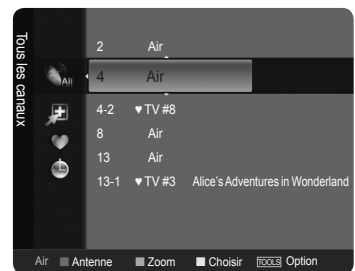 Tous les canaux
2 Air
All
4 Air
4-2 ♥ TV #8
8 Air
13 Air
13-1 ♥ TV #3 Alice's Adventures in Wonderland
Air Antenne Zoom Choisir TOOLS Option